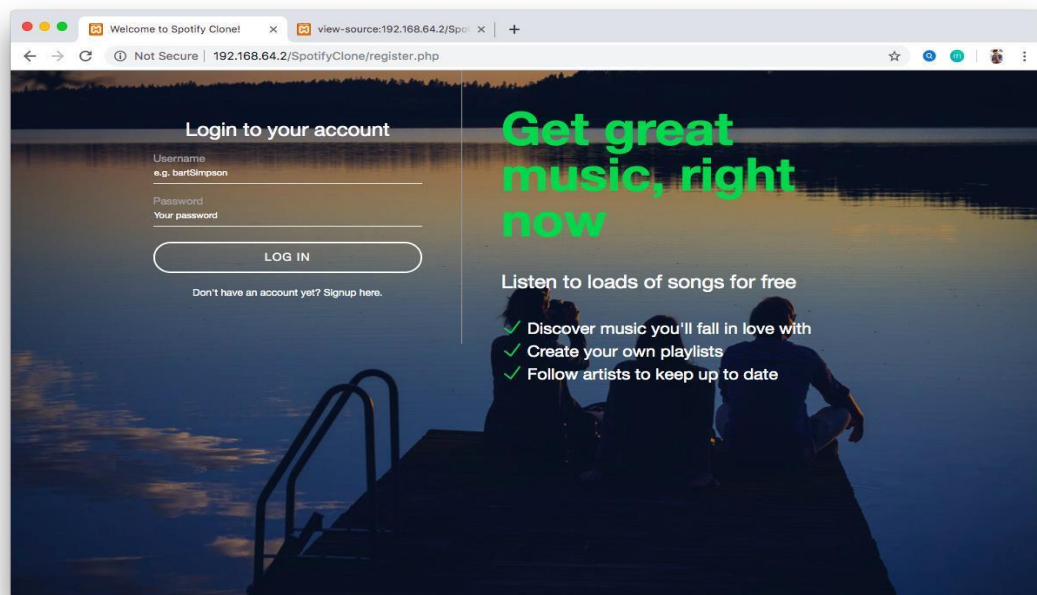 Welcome to Spotify Clone!
view-source:192.168.64.2/Spo
Not Secure | 192.168.64.2/SpotifyClone/register.php
Login to your account
Username
e.g. bartSimpson
Password
Your password
LOG IN
Don't have an account yet? Signup here.
Get great
music, right
now
Listen to loads of songs for free
Discover music you'll fall in love with
Create your own playlists
Follow artists to keep up to date